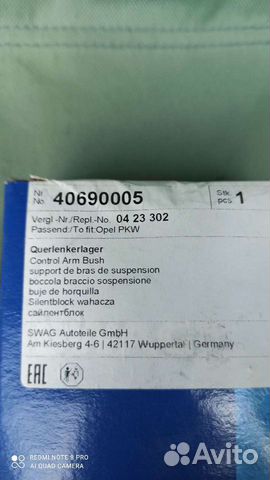 Nr. No. 40690005 Stk. pcs. 1
Vergl.-Nr./Repl.-No. 04 23 302
Passend:/To fit:Opel PKW
Querlenkerlager
Control Arm Bush
support de bras de suspension
boccola braccio sospensione
buje de horquilla
Silentblock wahacza
сайлентблок
SWAG Autoteile GmbH
Am Kiesberg 4-6 | 42117 Wuppertal | Germany
EAC
REDMI NOTE 9 PRO
AI QUAD CAMERA
Avito